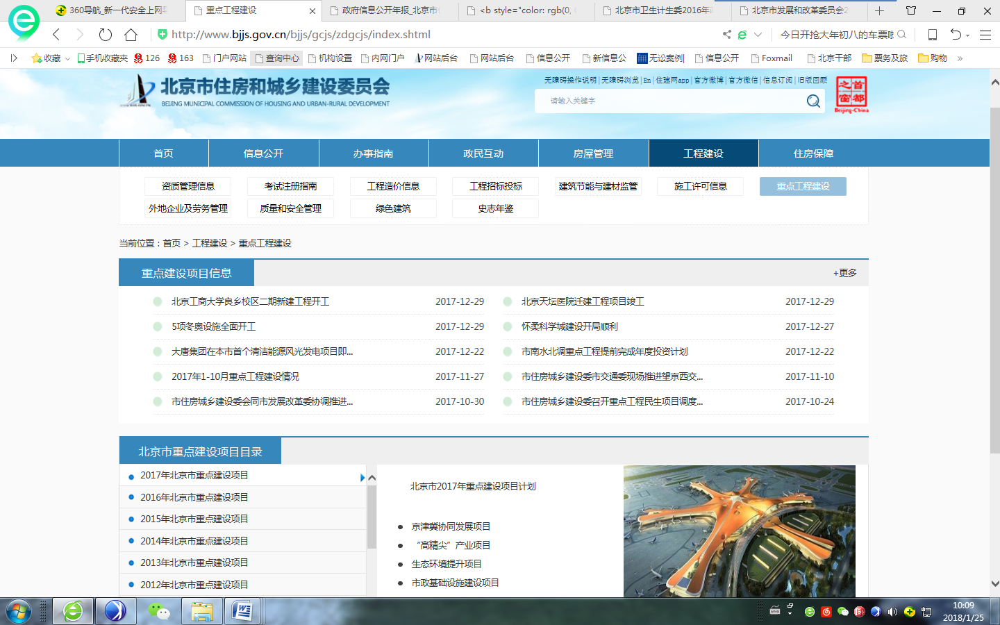 360导航_新一代安全上网导
重点工程建设
政府信息公开年报_北京市
<b style="color: rgb(0,
北京市卫生计生委2016年政
北京市发展和改革委员会2
http://www.bjjs.gov.cn/bjjs/gcjs/zdgcjs/index.shtml
今日开抢大年初八的车票
收藏 手机收藏夹 126 163 门户网站 查询中心 机构设置 内网门户 网站后台 网站后台 信息公开 新信息公 无讼案例| 信息公开 Foxmail 北京干部 票务及旅 购物 »
无障碍操作说明 | 无障碍浏览 | En | 住建网app | 官方微博 | 官方微信 | 信息订阅 | 旧版回顾
北京市住房和城乡建设委员会
BEIJING MUNICIPAL COMMISSION OF HOUSING AND URBAN-RURAL DEVELOPMENT
请输入关键字
首都之窗
Beijing-China
首页 信息公开 办事指南 政民互动 房屋管理 工程建设 住房保障
资质管理信息 考试注册指南 工程造价信息 工程招标投标 建筑节能与建材监管 施工许可信息 重点工程建设
外地企业及劳务管理 质量和安全管理 绿色建筑 史志年鉴
当前位置：首页 > 工程建设 > 重点工程建设
重点建设项目信息
+更多
北京工商大学良乡校区二期新建工程开工 2017-12-29
北京天坛医院迁建工程项目竣工 2017-12-29
5项冬奥设施全面开工 2017-12-29
怀柔科学城建设开局顺利 2017-12-27
大唐集团在本市首个清洁能源风光发电项目即... 2017-12-22
市南水北调重点工程提前完成年度投资计划 2017-12-22
2017年1-10月重点工程建设情况 2017-11-27
市住房城乡建设委市交通委现场推进望京西交... 2017-11-10
市住房城乡建设委会同市发展改革委协调推进... 2017-10-30
市住房城乡建设委召开重点工程民生项目调度... 2017-10-24
北京市重点建设项目目录
2017年北京市重点建设项目
2016年北京市重点建设项目
2015年北京市重点建设项目
2014年北京市重点建设项目
2013年北京市重点建设项目
2012年北京市重点建设项目
北京市2017年重点建设项目计划
京津冀协同发展项目
“高精尖”产业项目
生态环境提升项目
市政基础设施建设项目
10:09
2018/1/25